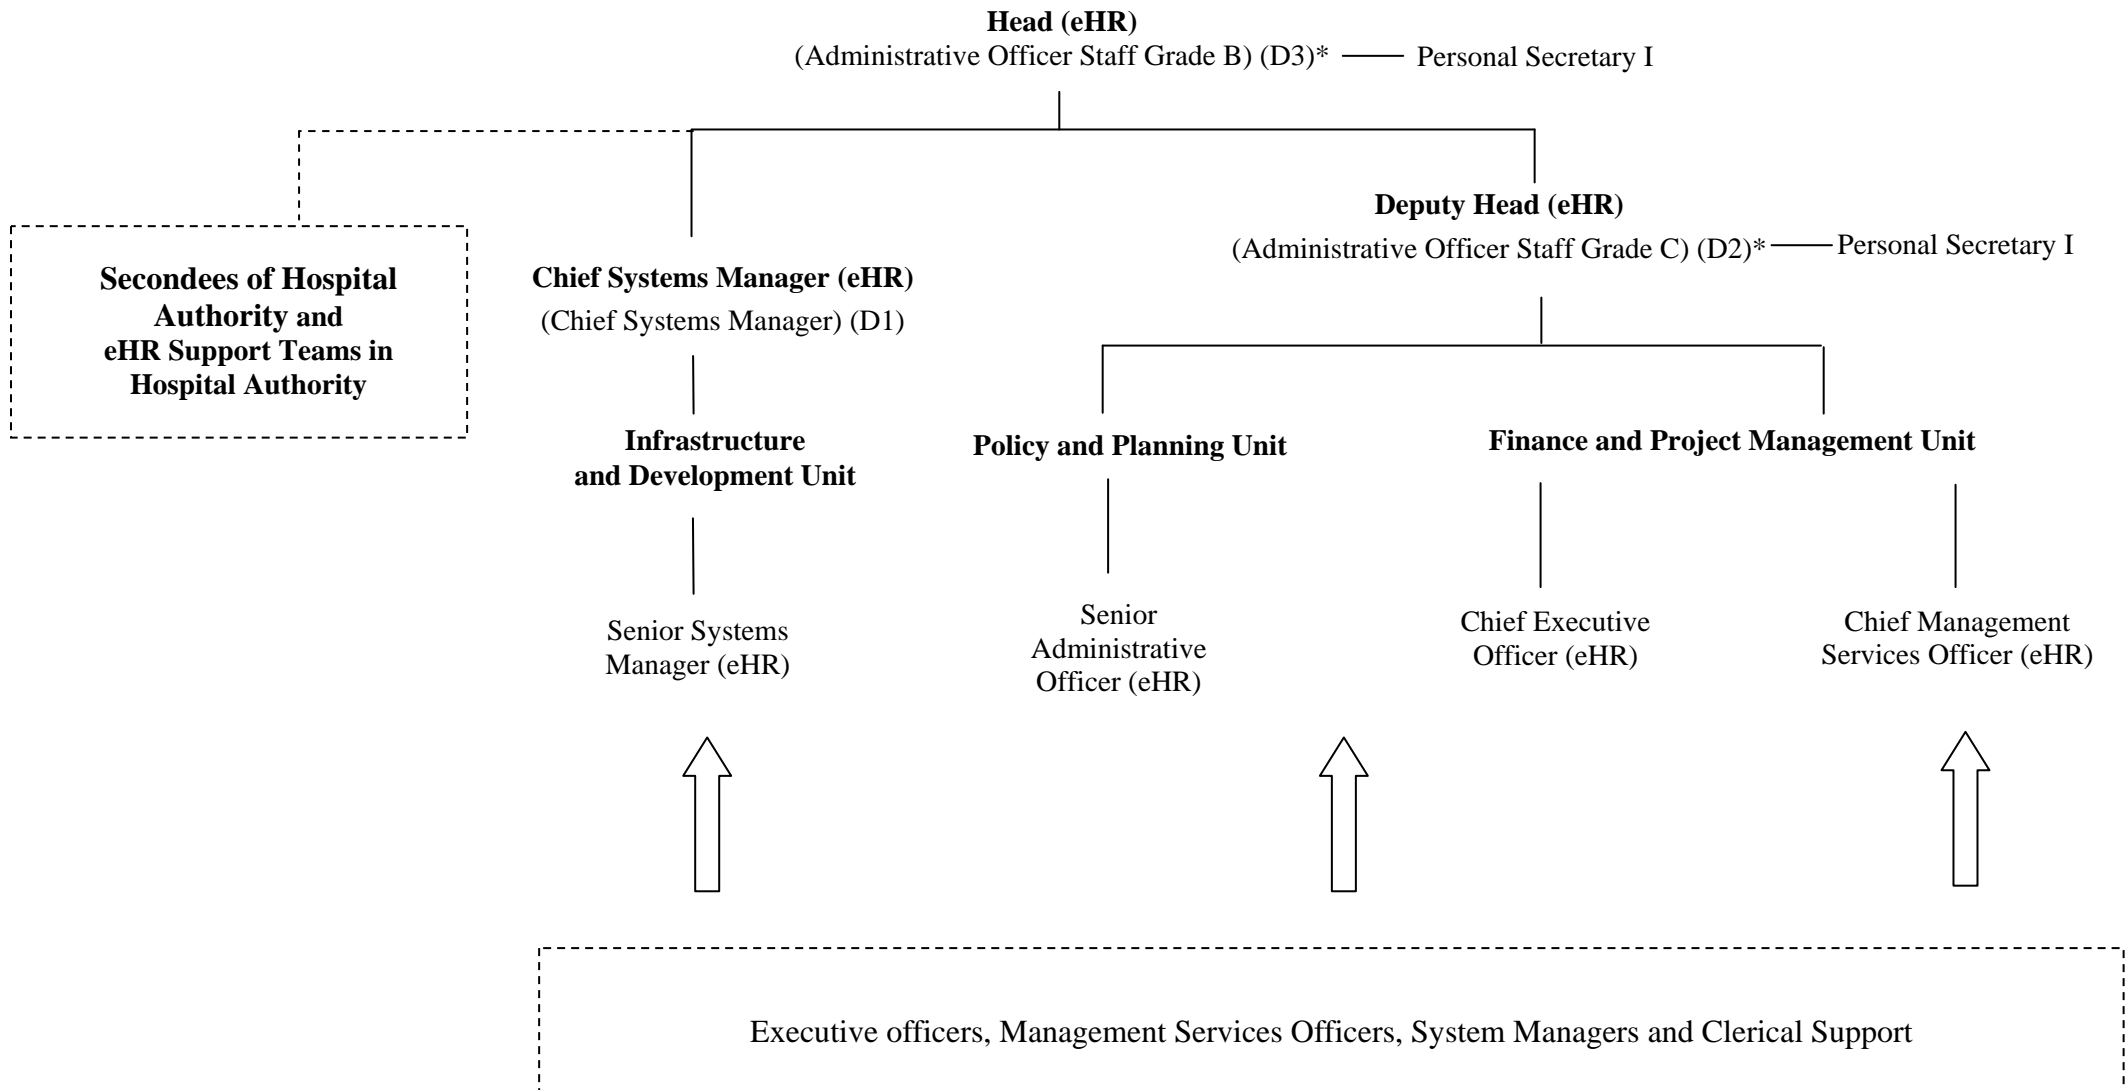 Head (eHR)
(Administrative Officer Staff Grade B) (D3)* Personal Secretary I
Deputy Head (eHR)
(Administrative Officer Staff Grade C) (D2)* Personal Secretary I
Secondees of Hospital
Authority and
eHR Support Teams in
Hospital Authority
Chief Systems Manager (eHR)
(Chief Systems Manager) (D1)
Infrastructure
and Development Unit
Policy and Planning Unit
Finance and Project Management Unit
Senior Systems
Manager (eHR)
Senior
Administrative
Officer (eHR)
Chief Executive
Officer (eHR)
Chief Management
Services Officer (eHR)
Executive officers, Management Services Officers, System Managers and Clerical Support